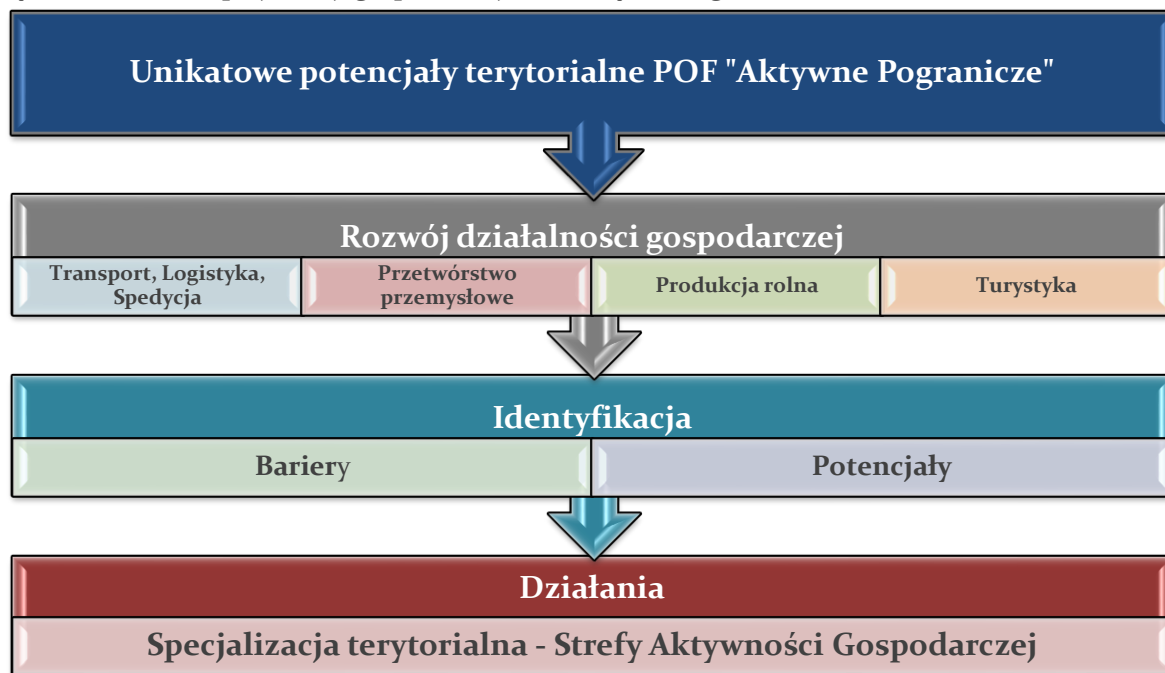 Unikatowe potencjały terytorialne POF "Aktywne Pogranicze"
Rozwój działalności gospodarczej
Transport, Logistyka,
Spedycja
Przetwórstwo
przemysłowe
Produkcja rolna
Turystyka
Identyfikacja
Bariery
Potencjały
Działania
Specjalizacja terytorialna - Strefy Aktywności Gospodarczej